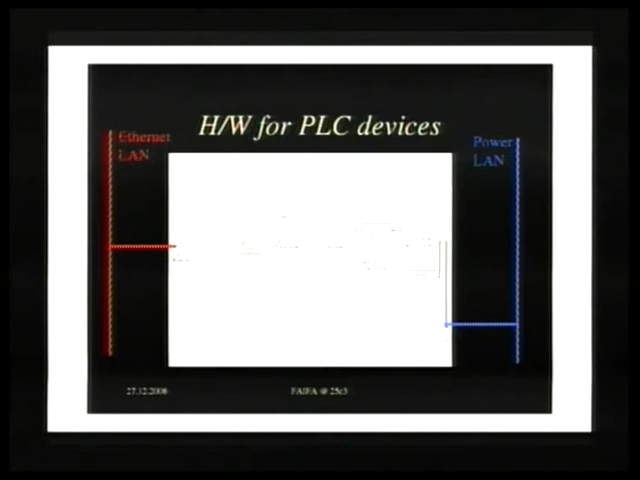 H/W for PLC devices
Ethernet
LAN
Power
LAN
27.12.2008
FAIFA @ 25c3